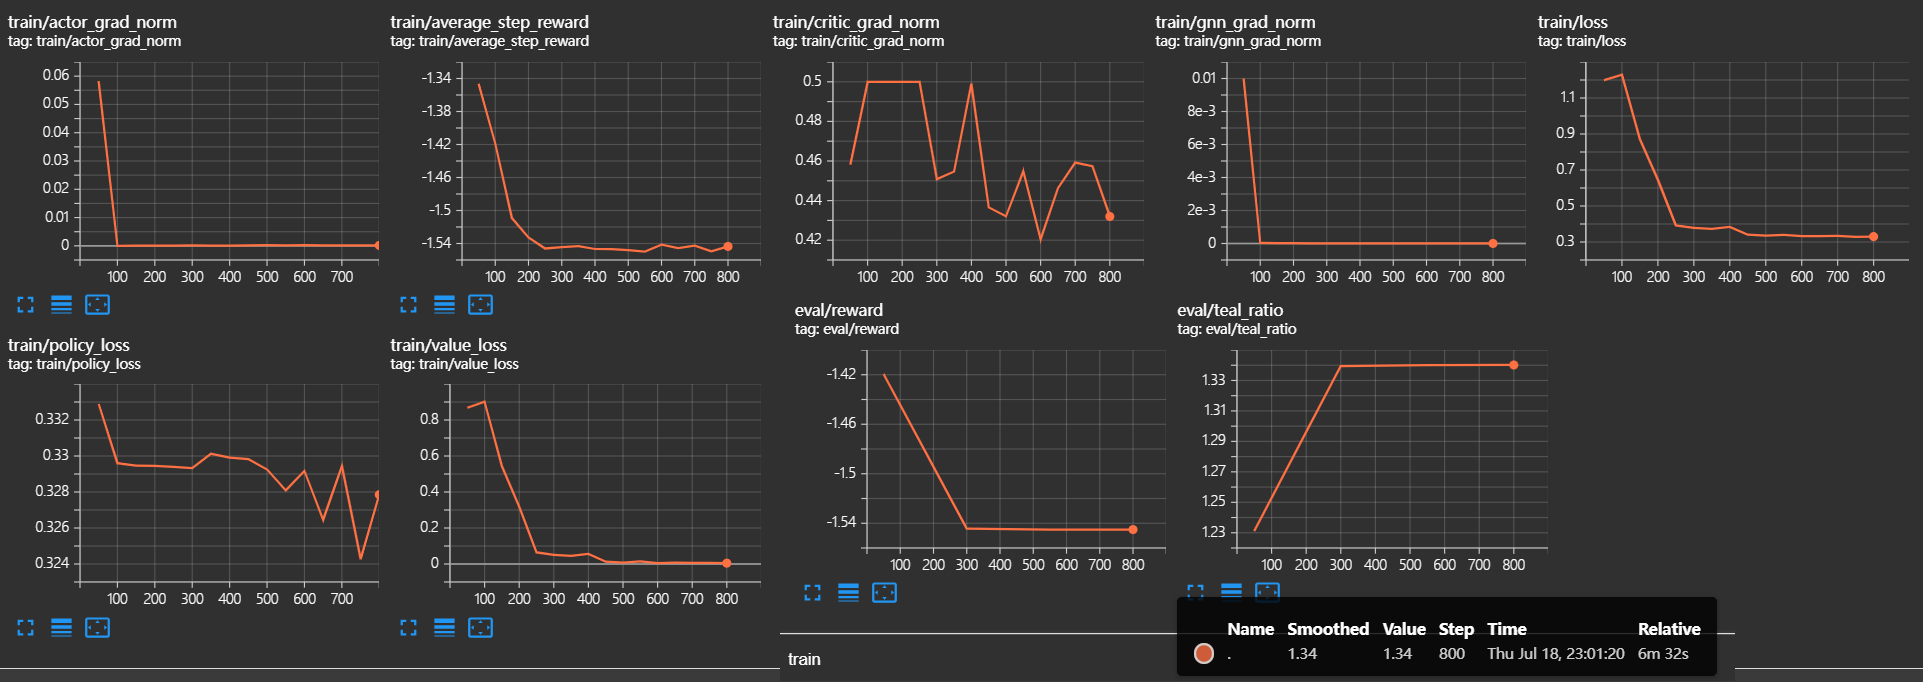 train/actor_grad_norm
tag: train/actor_grad_norm
0.06
0.05
0.04
0.03
0.02
0.01
0
100 200 300 400 500 600 700
train/average_step_reward
tag: train/average_step_reward
-1.34
-1.38
-1.42
-1.46
-1.5
-1.54
100 200 300 400 500 600 700 800
train/critic_grad_norm
tag: train/critic_grad_norm
0.5
0.48
0.46
0.44
0.42
100 200 300 400 500 600 700 800
train/gnn_grad_norm
tag: train/gnn_grad_norm
0.01
8e-3
6e-3
4e-3
2e-3
0
100 200 300 400 500 600 700 800
train/loss
tag: train/loss
1.1
0.9
0.7
0.5
0.3
100 200 300 400 500 600 700 800
train/policy_loss
tag: train/policy_loss
0.332
0.33
0.328
0.326
0.324
100 200 300 400 500 600 700
train/value_loss
tag: train/value_loss
0.8
0.6
0.4
0.2
0
100 200 300 400 500 600 700 800
eval/reward
tag: eval/reward
-1.42
-1.46
-1.5
-1.54
100 200 300 400 500 600 700 800
eval/teal_ratio
tag: eval/teal_ratio
1.33
1.31
1.29
1.27
1.25
1.23
100 200 300 400 500 600 700 800
Name Smoothed Value Step Time Relative
. 1.34 1.34 800 Thu Jul 18, 23:01:20 6m 32s
train